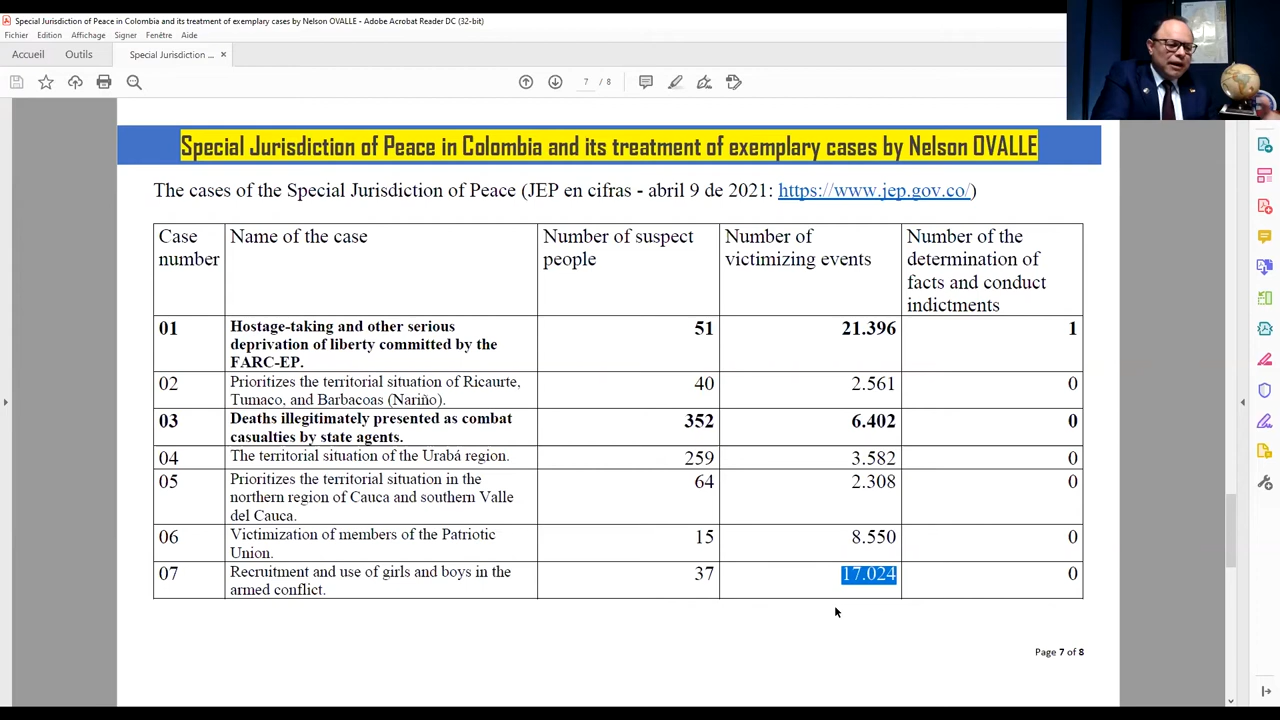 Special Jurisdiction of Peace in Colombia and its treatment of exemplary cases by Nelson OVALLE - Adobe Acrobat Reader DC (32-bit)
Fichier Edition Affichage Signer Fenêtre Aide
Accueil Outils Special Jurisdiction ... ×
7 / 8
Special Jurisdiction of Peace in Colombia and its treatment of exemplary cases by Nelson OVALLE
The cases of the Special Jurisdiction of Peace (JEP en cifras - abril 9 de 2021: https://www.jep.gov.co/)
Case number
Name of the case
Number of suspect people
Number of victimizing events
Number of the determination of facts and conduct indictments
01
Hostage-taking and other serious
deprivation of liberty committed by the
FARC-EP.
51
21.396
1
02
Prioritizes the territorial situation of Ricaurte,
Tumaco, and Barbacoas (Nariño).
40
2.561
0
03
Deaths illegitimately presented as combat
casualties by state agents.
352
6.402
0
04
The territorial situation of the Urabá region.
259
3.582
0
05
Prioritizes the territorial situation in the
northern region of Cauca and southern Valle
del Cauca.
64
2.308
0
06
Victimization of members of the Patriotic
Union.
15
8.550
0
07
Recruitment and use of girls and boys in the
armed conflict.
37
17.024
0
Page 7 of 8